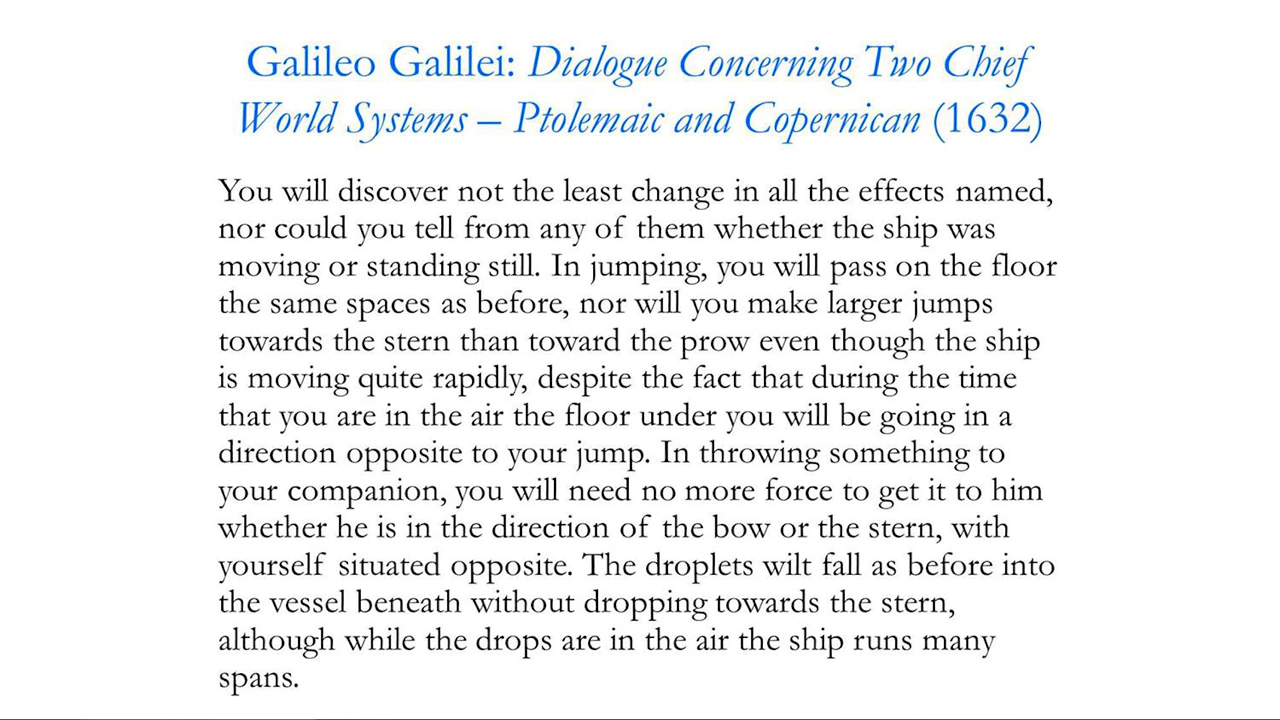 Galileo Galilei: Dialogue Concerning Two Chief
World Systems – Ptolemaic and Copernican (1632)
You will discover not the least change in all the effects named,
nor could you tell from any of them whether the ship was
moving or standing still. In jumping, you will pass on the floor
the same spaces as before, nor will you make larger jumps
towards the stern than toward the prow even though the ship
is moving quite rapidly, despite the fact that during the time
that you are in the air the floor under you will be going in a
direction opposite to your jump. In throwing something to
your companion, you will need no more force to get it to him
whether he is in the direction of the bow or the stern, with
yourself situated opposite. The droplets wilt fall as before into
the vessel beneath without dropping towards the stern,
although while the drops are in the air the ship runs many
spans.